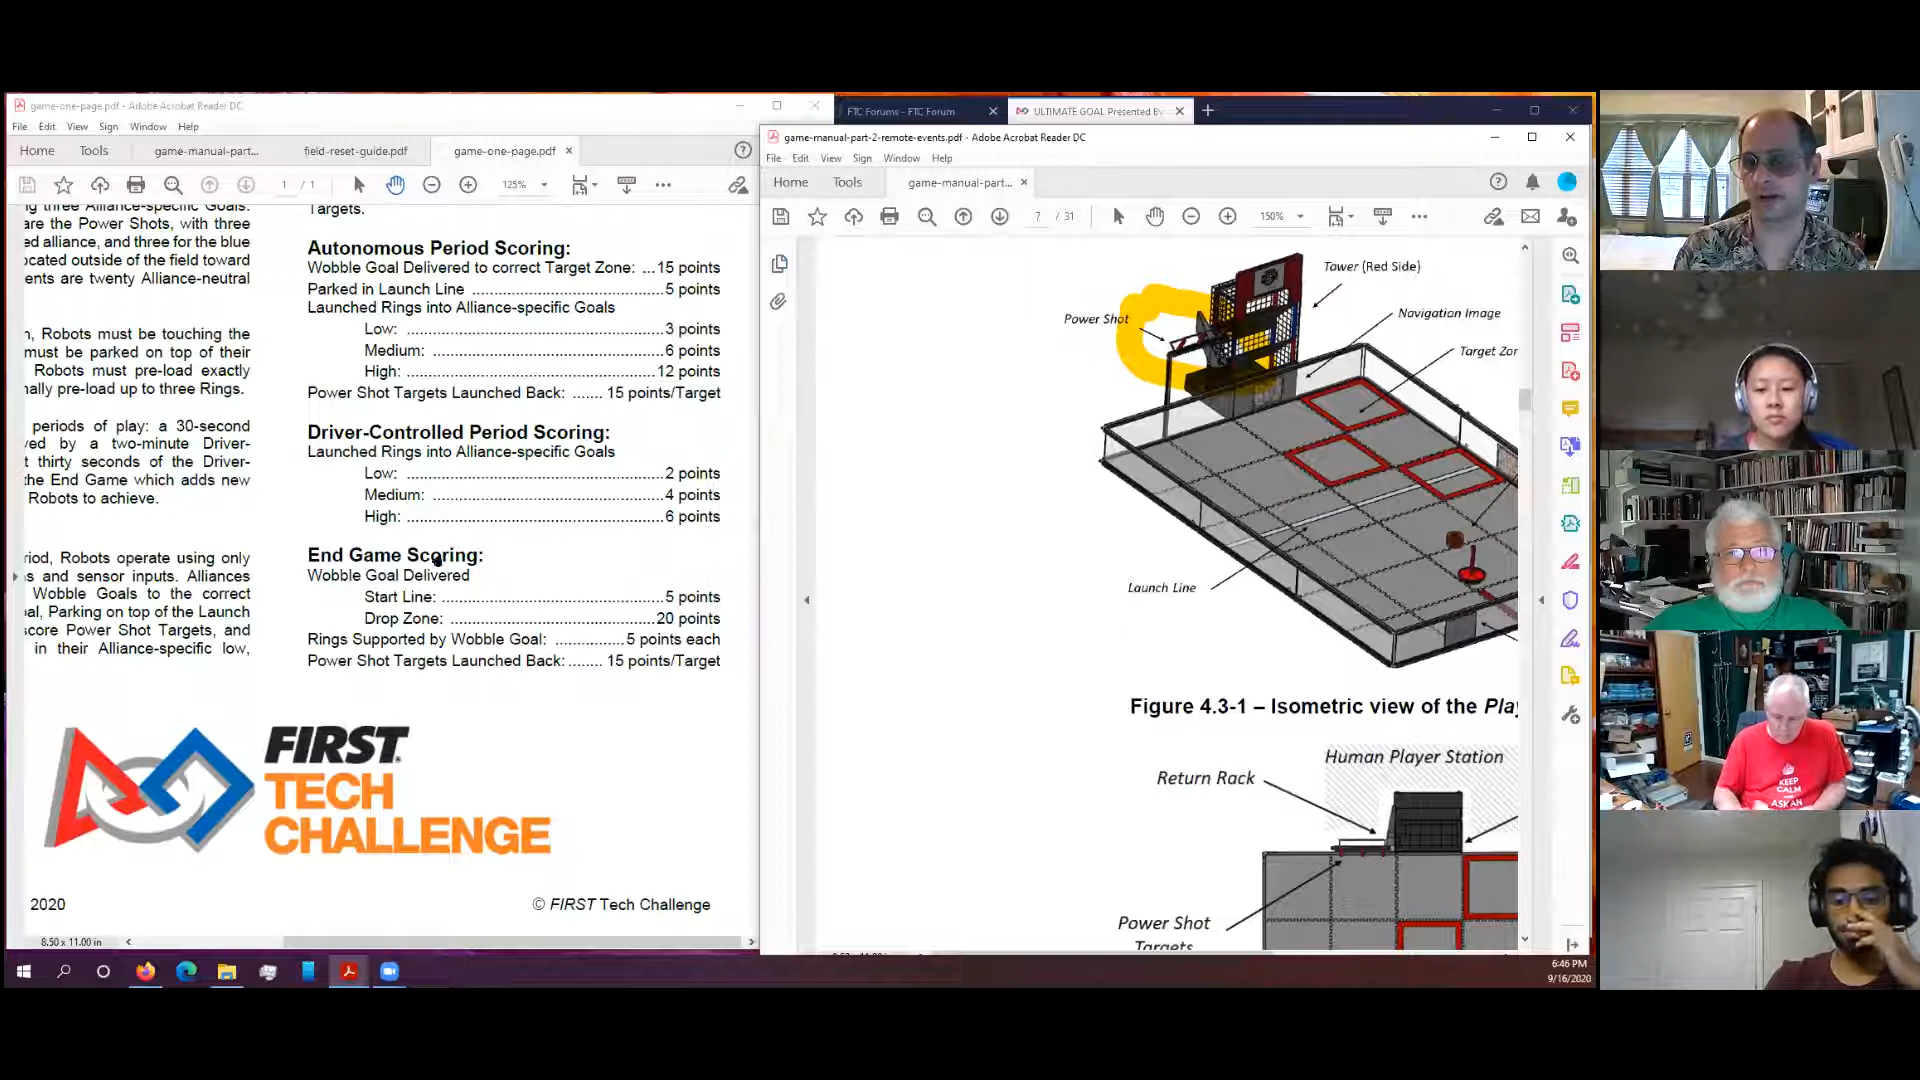 game-one-page.pdf - Adobe Acrobat Reader DC
File Edit View Sign Window Help
Home Tools game-manual-part... field-reset-guide.pdf game-one-page.pdf
1 / 1 125%
are the Power Shots, with three
ed alliance, and three for the blue
ocated outside of the field toward
ents are twenty Alliance-neutral
n, Robots must be touching the
must be parked on top of their
Robots must pre-load exactly
nally pre-load up to three Rings.
periods of play: a 30-second
ved by a two-minute Driver-
t thirty seconds of the Driver-
the End Game which adds new
Robots to achieve.
riod, Robots operate using only
s and sensor inputs. Alliances
Wobble Goals to the correct
al, Parking on top of the Launch
score Power Shot Targets, and
in their Alliance-specific low,
Targets.
Autonomous Period Scoring:
Wobble Goal Delivered to correct Target Zone: ...15 points
Parked in Launch Line ...5 points
Launched Rings into Alliance-specific Goals
Low: ...3 points
Medium: ...6 points
High: ...12 points
Power Shot Targets Launched Back: ....... 15 points/Target
Driver-Controlled Period Scoring:
Launched Rings into Alliance-specific Goals
Low: ...2 points
Medium: ...4 points
High: ...6 points
End Game Scoring:
Wobble Goal Delivered
Start Line: ...5 points
Drop Zone: ...20 points
Rings Supported by Wobble Goal: ...5 points each
Power Shot Targets Launched Back:....... 15 points/Target
FIRST
TECH
CHALLENGE
2020 © FIRST Tech Challenge
8.50 x 11.00 in
FTC Forums - FTC Forum ULTIMATE GOAL Presented By
game-manual-part-2-remote-events.pdf - Adobe Acrobat Reader DC
File Edit View Sign Window Help
Home Tools game-manual-part...
7 / 31 150%
Tower (Red Side)
Power Shot
Navigation Image
Target Zon
Launch Line
Figure 4.3-1 – Isometric view of the Play
Human Player Station
Return Rack
Power Shot
Targets
6:46 PM
9/16/2020
KEEP
CALM
ASK AN